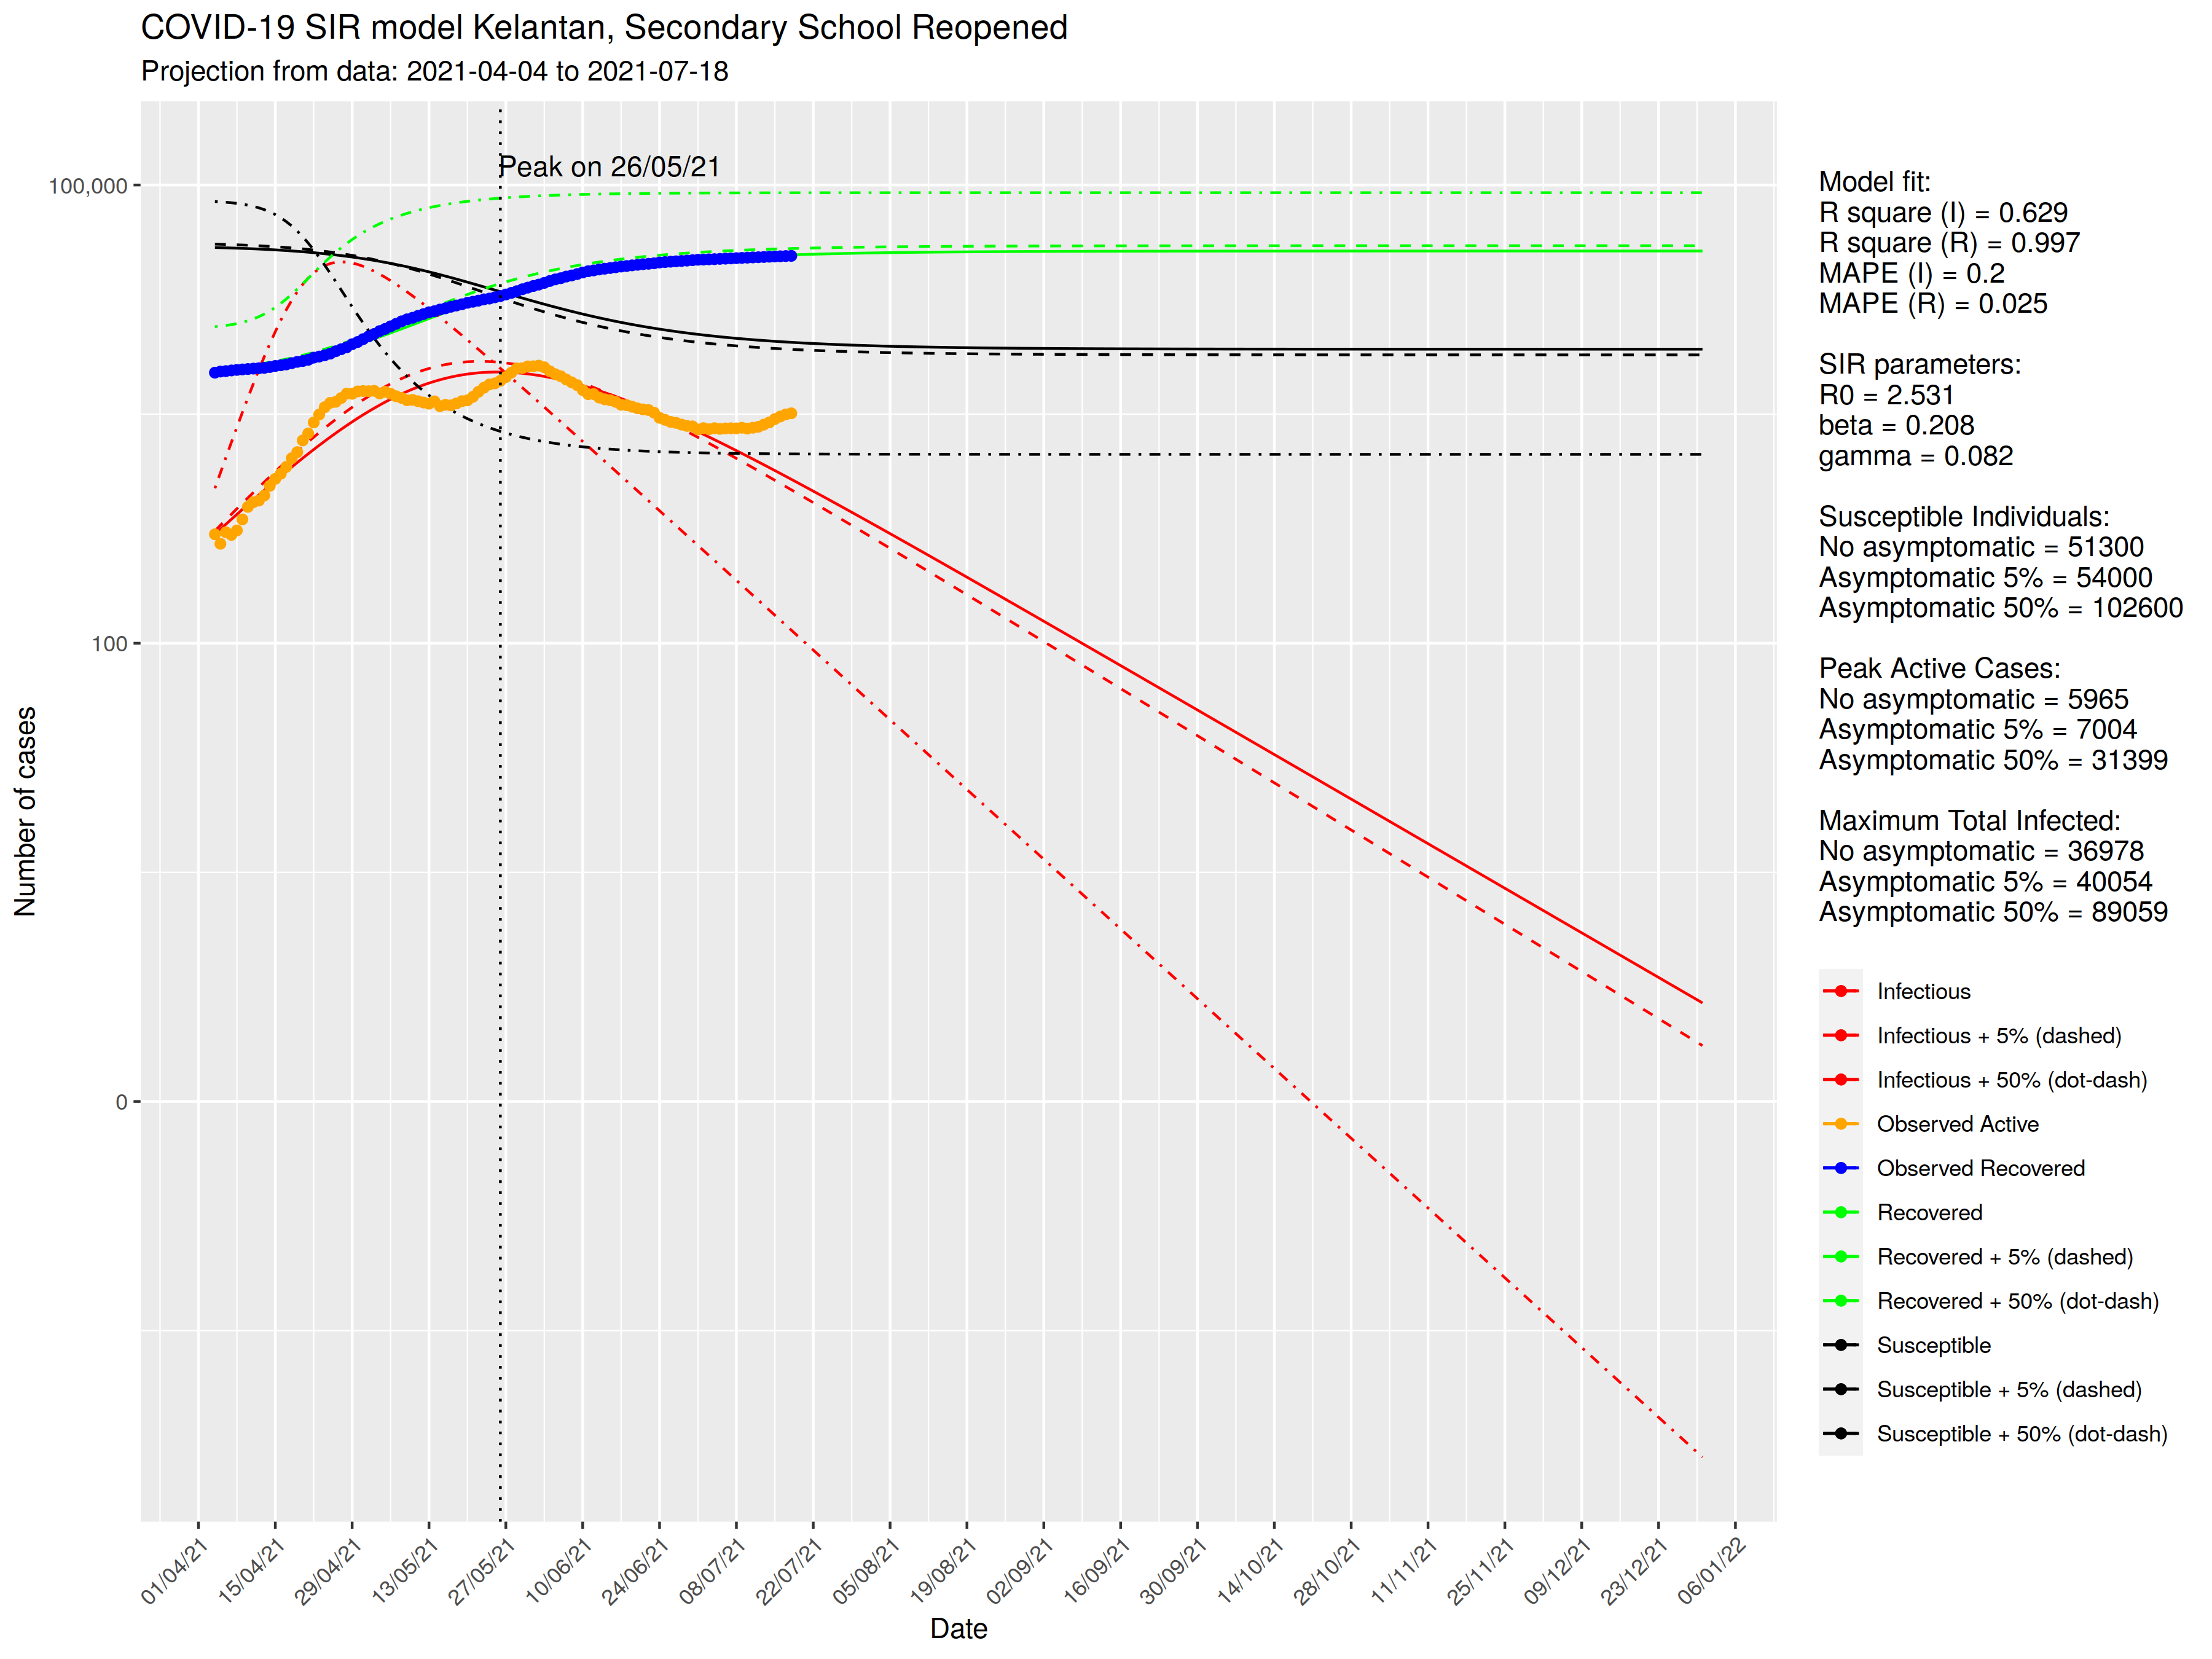 COVID-19 SIR model Kelantan, Secondary School Reopened
Projection from data: 2021-04-04 to 2021-07-18
Peak on 26/05/21
100,000
100
0
Number of cases
01/04/21
15/04/21
29/04/21
13/05/21
27/05/21
10/06/21
24/06/21
08/07/21
22/07/21
05/08/21
19/08/21
02/09/21
16/09/21
30/09/21
14/10/21
28/10/21
11/11/21
25/11/21
09/12/21
23/12/21
06/01/22
Date
Model fit:
R square (I) = 0.629
R square (R) = 0.997
MAPE (I) = 0.2
MAPE (R) = 0.025
SIR parameters:
R0 = 2.531
beta = 0.208
gamma = 0.082
Susceptible Individuals:
No asymptomatic = 51300
Asymptomatic 5% = 54000
Asymptomatic 50% = 102600
Peak Active Cases:
No asymptomatic = 5965
Asymptomatic 5% = 7004
Asymptomatic 50% = 31399
Maximum Total Infected:
No asymptomatic = 36978
Asymptomatic 5% = 40054
Asymptomatic 50% = 89059
Infectious
Infectious + 5% (dashed)
Infectious + 50% (dot-dash)
Observed Active
Observed Recovered
Recovered
Recovered + 5% (dashed)
Recovered + 50% (dot-dash)
Susceptible
Susceptible + 5% (dashed)
Susceptible + 50% (dot-dash)